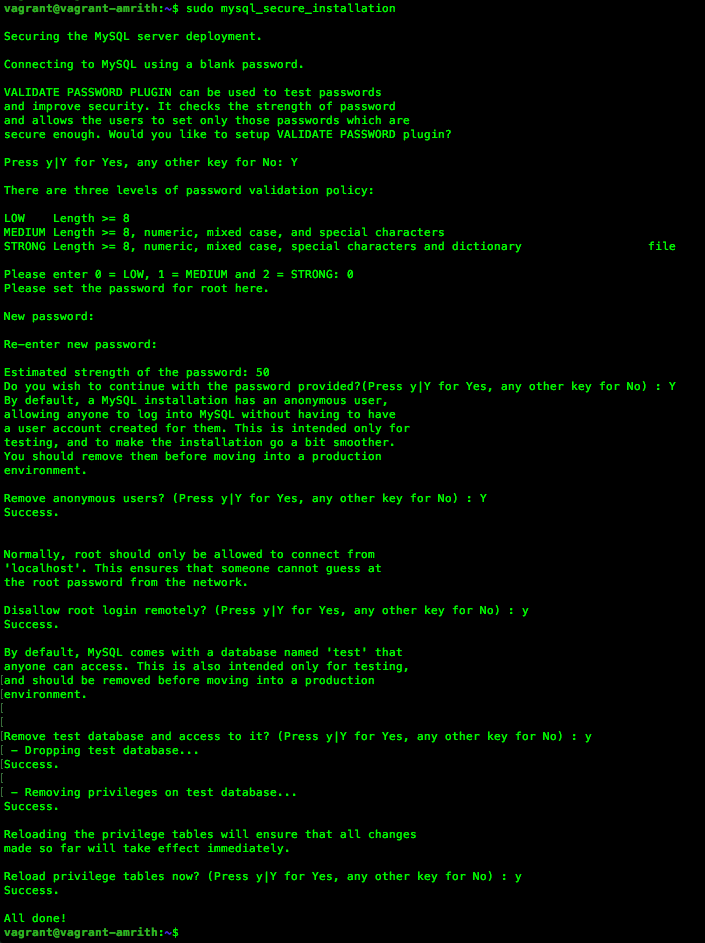 vagrant@vagrant-amrith:~$ sudo mysql_secure_installation
Securing the MySQL server deployment.
Connecting to MySQL using a blank password.
VALIDATE PASSWORD PLUGIN can be used to test passwords
and improve security. It checks the strength of password
and allows the users to set only those passwords which are
secure enough. Would you like to setup VALIDATE PASSWORD plugin?
Press y|Y for Yes, any other key for No: Y
There are three levels of password validation policy:
LOW    Length >= 8
MEDIUM Length >= 8, numeric, mixed case, and special characters
STRONG Length >= 8, numeric, mixed case, special characters and dictionary                  file
Please enter 0 = LOW, 1 = MEDIUM and 2 = STRONG: 0
Please set the password for root here.
New password:
Re-enter new password:
Estimated strength of the password: 50
Do you wish to continue with the password provided?(Press y|Y for Yes, any other key for No) : Y
By default, a MySQL installation has an anonymous user,
allowing anyone to log into MySQL without having to have
a user account created for them. This is intended only for
testing, and to make the installation go a bit smoother.
You should remove them before moving into a production
environment.
Remove anonymous users? (Press y|Y for Yes, any other key for No) : Y
Success.
Normally, root should only be allowed to connect from
'localhost'. This ensures that someone cannot guess at
the root password from the network.
Disallow root login remotely? (Press y|Y for Yes, any other key for No) : y
Success.
By default, MySQL comes with a database named 'test' that
anyone can access. This is also intended only for testing,
[and should be removed before moving into a production
[environment.
[
[
[Remove test database and access to it? (Press y|Y for Yes, any other key for No) : y
[ - Dropping test database...
[Success.
[
[ - Removing privileges on test database...
Success.
Reloading the privilege tables will ensure that all changes
made so far will take effect immediately.
Reload privilege tables now? (Press y|Y for Yes, any other key for No) : y
Success.
All done!
vagrant@vagrant-amrith:~$